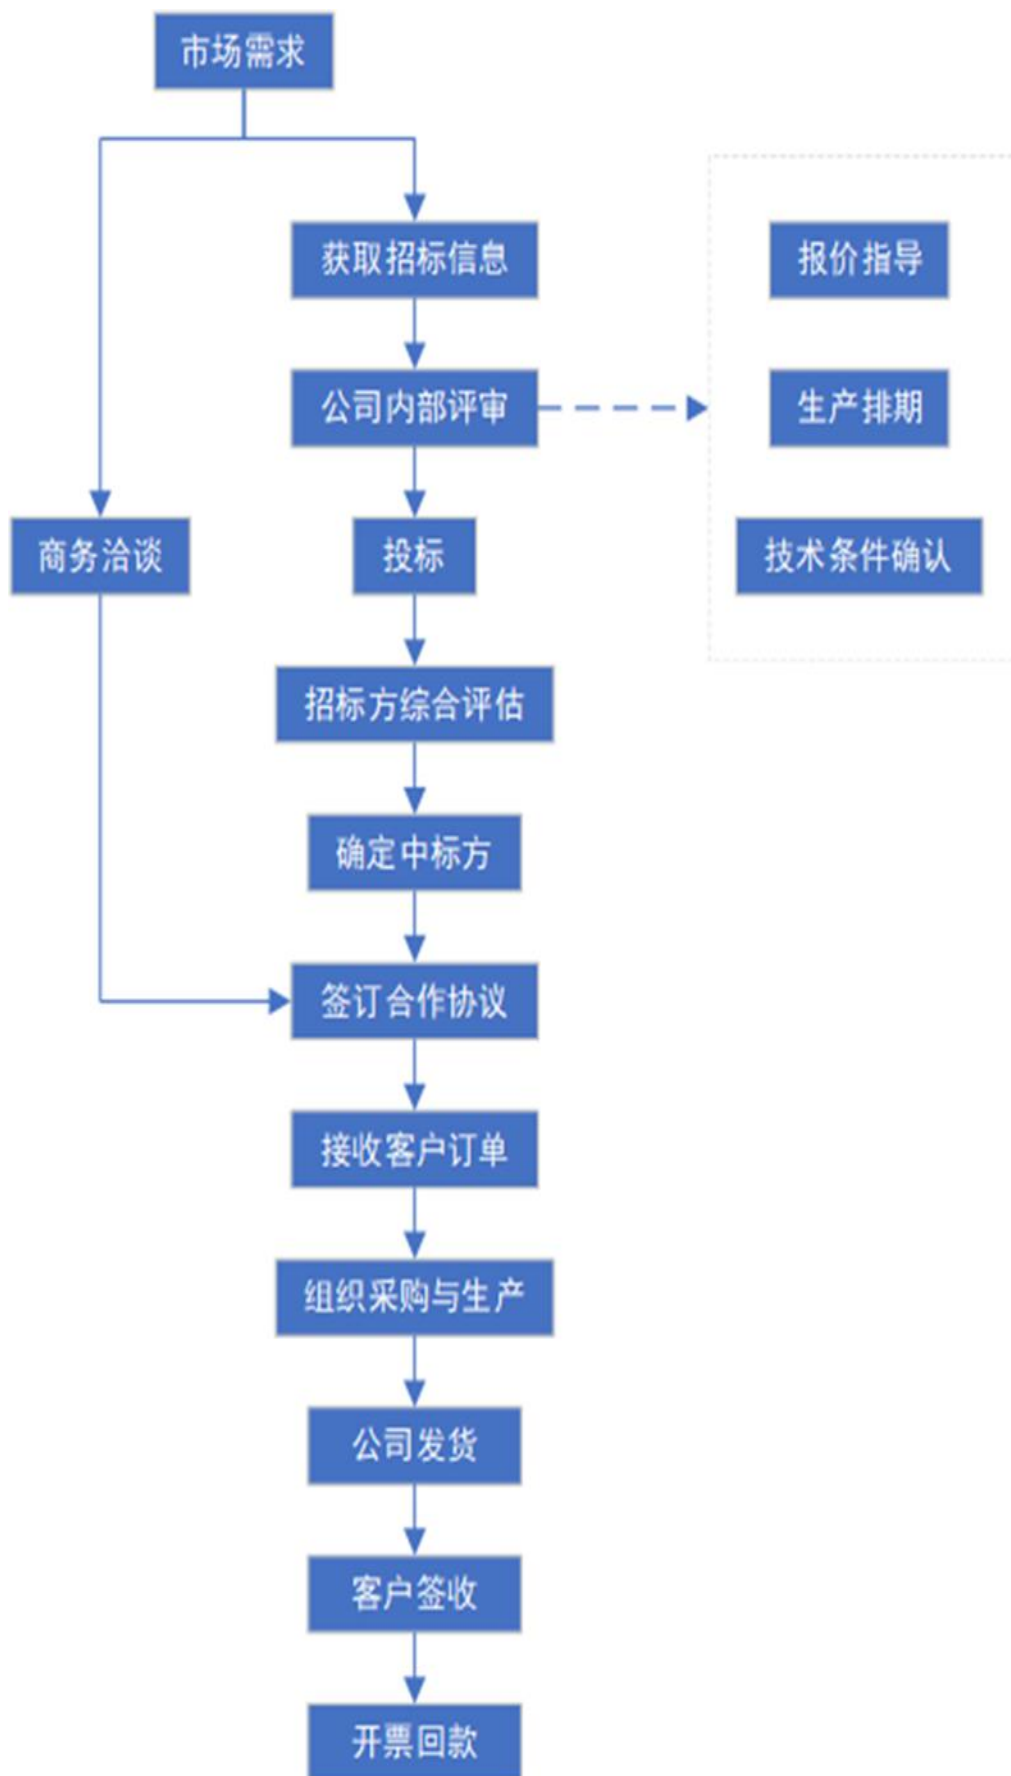 市场需求
获取招标信息
报价指导
公司内部评审
生产排期
商务洽谈
投标
技术条件确认
招标方综合评估
确定中标方
签订合作协议
接收客户订单
组织采购与生产
公司发货
客户签收
开票回款